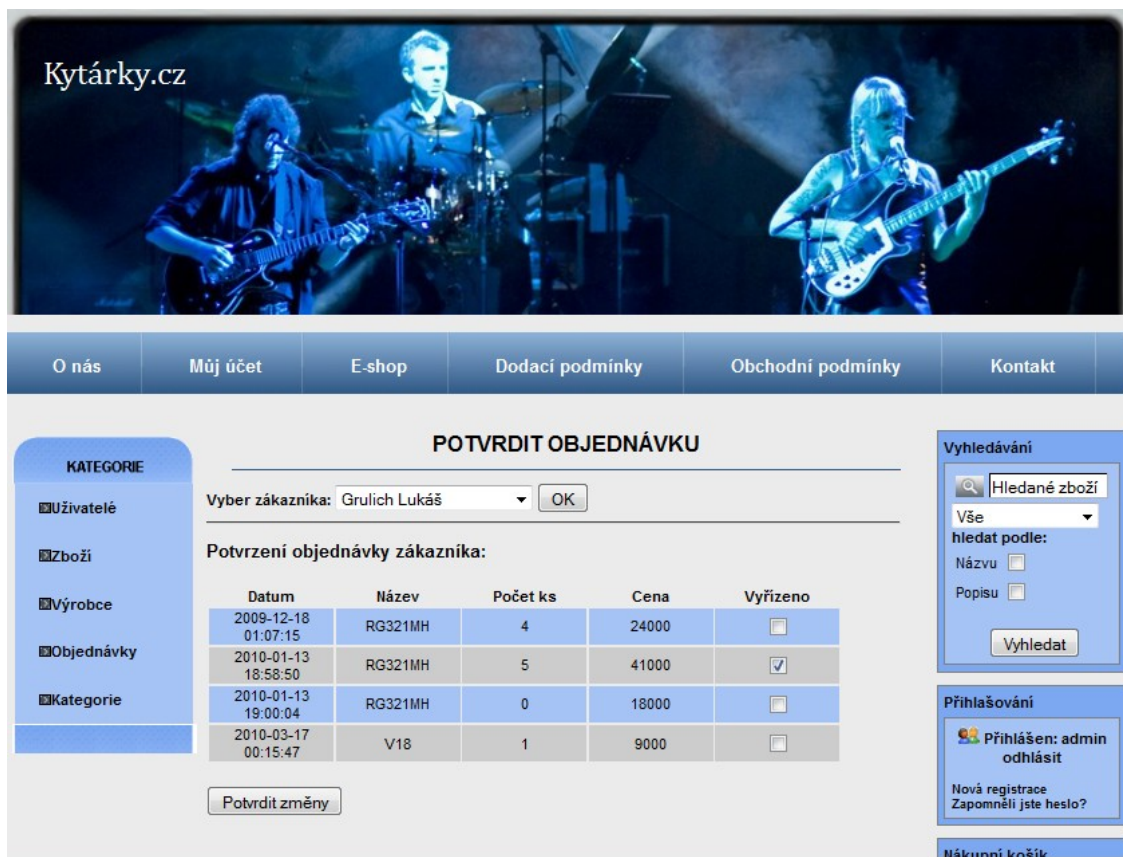 Kytárky.cz
O nás Můj účet E-shop Dodací podmínky Obchodní podmínky Kontakt
KATEGORIE
Uživatelé
Zboží
Výrobce
Objednávky
Kategorie
POTVRDIT OBJEDNÁVKU
Vyber zákazníka: Grulich Lukáš OK
Potvrzení objednávky zákazníka:
Datum Název Počet ks Cena Vyřízeno
2009-12-18 01:07:15 RG321MH 4 24000
2010-01-13 18:58:50 RG321MH 5 41000
2010-01-13 19:00:04 RG321MH 0 18000
2010-03-17 00:15:47 V18 1 9000
Potvrdit změny
Vyhledávání
Hledané zboží
Vše
hledat podle:
Názvu
Popisu
Vyhledat
Přihlašování
Přihlášen: admin
odhlásit
Nová registrace
Zapomněli jste heslo?
Nákupní košík